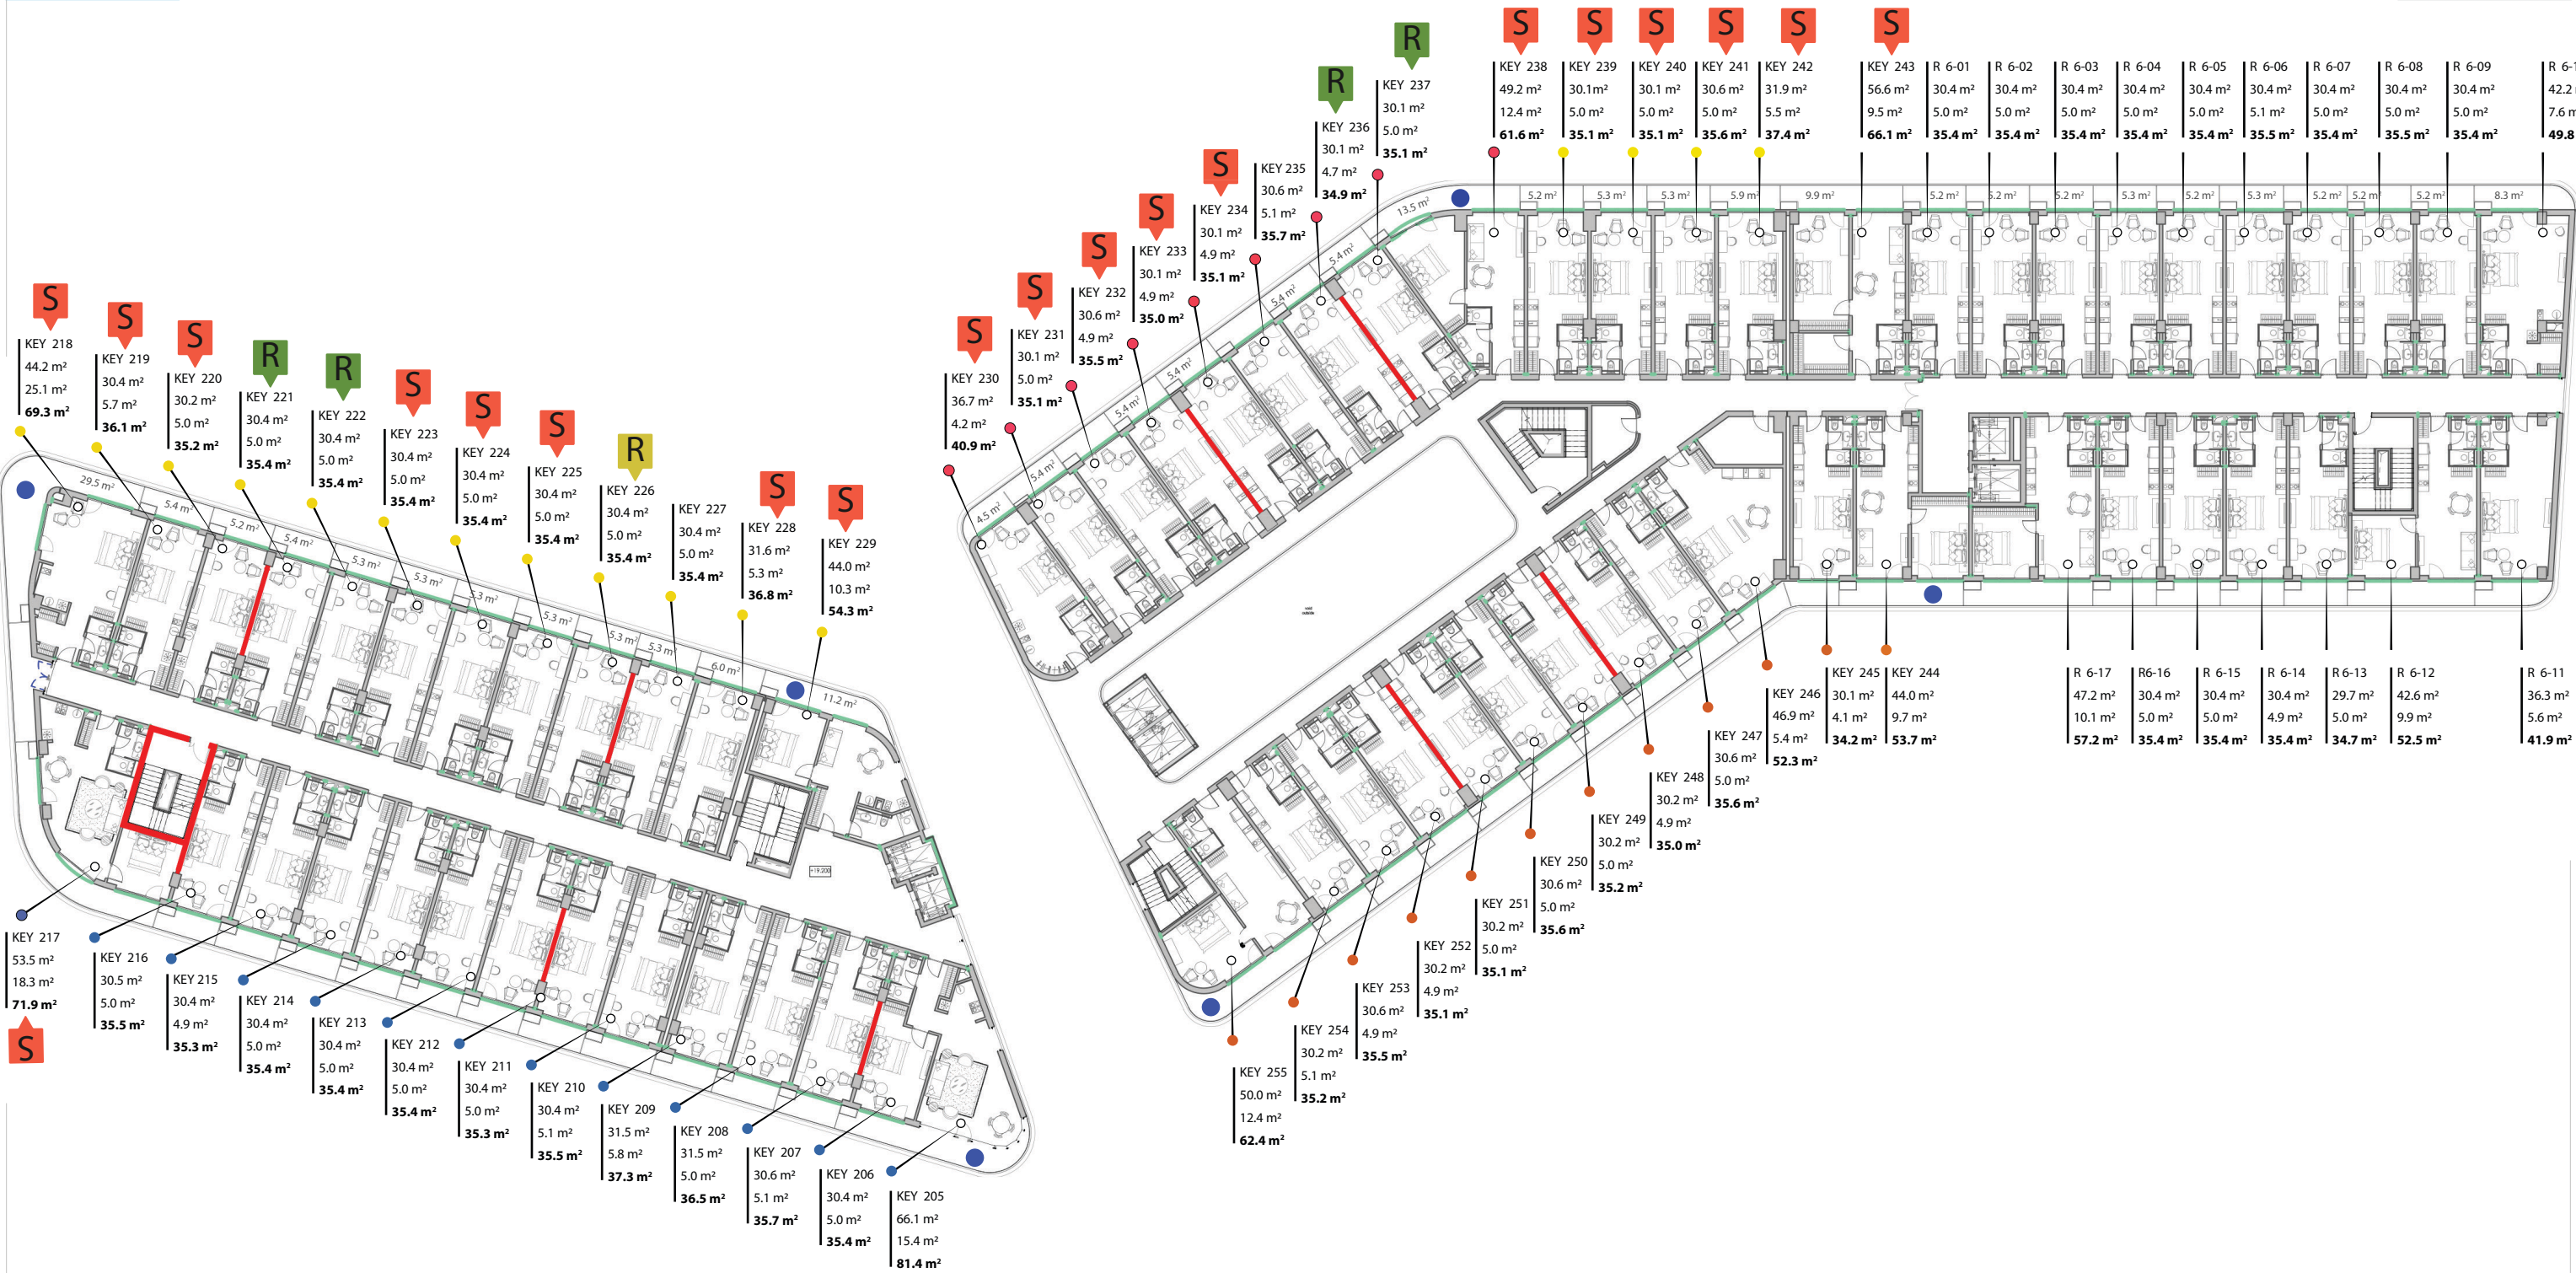 R
S
S
S
S
S
S
KEY 237
30.1 m²
5.0 m²
35.1 m²
KEY 238
49.2 m²
12.4 m²
61.6 m²
KEY 239
30.1m²
5.0 m²
35.1 m²
KEY 240
30.1 m²
5.0 m²
35.1 m²
KEY 241
30.6 m²
5.0 m²
35.6 m²
KEY 242
31.9 m²
5.5 m²
37.4 m²
KEY 243
56.6 m²
9.5 m²
66.1 m²
R 6-01
30.4 m²
5.0 m²
35.4 m²
R 6-02
30.4 m²
5.0 m²
35.4 m²
R 6-03
30.4 m²
5.0 m²
35.4 m²
R 6-04
30.4 m²
5.0 m²
35.4 m²
R 6-05
30.4 m²
5.0 m²
35.4 m²
R 6-06
30.4 m²
5.1 m²
35.5 m²
R 6-07
30.4 m²
5.0 m²
35.4 m²
R 6-08
30.4 m²
5.0 m²
35.5 m²
R 6-09
30.4 m²
5.0 m²
35.4 m²
R 6-1
42.2
7.6 m
49.8
R
KEY 236
30.1 m²
4.7 m²
34.9 m²
S
KEY 235
30.6 m²
5.1 m²
35.7 m²
S
KEY 234
30.1 m²
4.9 m²
35.1 m²
S
KEY 233
30.1 m²
4.9 m²
35.0 m²
S
KEY 232
30.6 m²
4.9 m²
35.5 m²
S
KEY 231
30.1 m²
5.0 m²
35.1 m²
KEY 230
36.7 m²
4.2 m²
40.9 m²
4.5 m²
5.4 m²
5.4 m²
5.4 m²
5.4 m²
5.4 m²
13.5 m²
5.2 m²
5.3 m²
5.3 m²
5.9 m²
9.9 m²
5.2 m²
5.2 m²
5.2 m²
5.3 m²
5.2 m²
5.3 m²
5.2 m²
5.2 m²
5.2 m²
8.3 m²
S
KEY 218
44.2 m²
25.1 m²
69.3 m²
S
KEY 219
30.4 m²
5.7 m²
36.1 m²
S
KEY 220
30.2 m²
5.0 m²
35.2 m²
R
KEY 221
30.4 m²
5.0 m²
35.4 m²
R
KEY 222
30.4 m²
5.0 m²
35.4 m²
S
KEY 223
30.4 m²
5.0 m²
35.4 m²
S
KEY 224
30.4 m²
5.0 m²
35.4 m²
S
KEY 225
30.4 m²
5.0 m²
35.4 m²
R
KEY 226
30.4 m²
5.0 m²
35.4 m²
KEY 227
30.4 m²
5.0 m²
35.4 m²
S
KEY 228
31.6 m²
5.3 m²
36.8 m²
S
KEY 229
44.0 m²
10.3 m²
54.3 m²
29.5 m²
5.4 m²
5.2 m²
5.4 m²
5.3 m²
5.3 m²
5.3 m²
5.3 m²
5.3 m²
5.3 m²
6.0 m²
11.2 m²
+19.200
KEY 217
53.5 m²
18.3 m²
71.9 m²
S
KEY 216
30.5 m²
5.0 m²
35.5 m²
KEY 215
30.4 m²
4.9 m²
35.3 m²
KEY 214
30.4 m²
5.0 m²
35.4 m²
KEY 213
30.4 m²
5.0 m²
35.4 m²
KEY 212
30.4 m²
5.0 m²
35.4 m²
KEY 211
30.4 m²
5.0 m²
35.3 m²
KEY 210
30.4 m²
5.1 m²
35.5 m²
KEY 209
31.5 m²
5.8 m²
37.3 m²
KEY 208
31.5 m²
5.0 m²
36.5 m²
KEY 207
30.6 m²
5.1 m²
35.7 m²
KEY 206
30.4 m²
5.0 m²
35.4 m²
KEY 205
66.1 m²
15.4 m²
81.4 m²
KEY 255
50.0 m²
12.4 m²
62.4 m²
KEY 254
30.2 m²
5.1 m²
35.2 m²
KEY 253
30.6 m²
4.9 m²
35.5 m²
KEY 252
30.2 m²
4.9 m²
35.1 m²
KEY 251
30.2 m²
5.0 m²
35.1 m²
KEY 250
30.6 m²
5.0 m²
35.6 m²
KEY 249
30.2 m²
5.0 m²
35.2 m²
KEY 248
30.2 m²
4.9 m²
35.0 m²
KEY 247
30.6 m²
5.0 m²
35.6 m²
KEY 246
46.9 m²
5.4 m²
52.3 m²
KEY 245
30.1 m²
4.1 m²
34.2 m²
KEY 244
44.0 m²
9.7 m²
53.7 m²
R 6-17
47.2 m²
10.1 m²
57.2 m²
R6-16
30.4 m²
5.0 m²
35.4 m²
R 6-15
30.4 m²
5.0 m²
35.4 m²
R 6-14
30.4 m²
4.9 m²
35.4 m²
R 6-13
29.7 m²
5.0 m²
34.7 m²
R 6-12
42.6 m²
9.9 m²
52.5 m²
R 6-11
36.3 m²
5.6 m²
41.9 m²